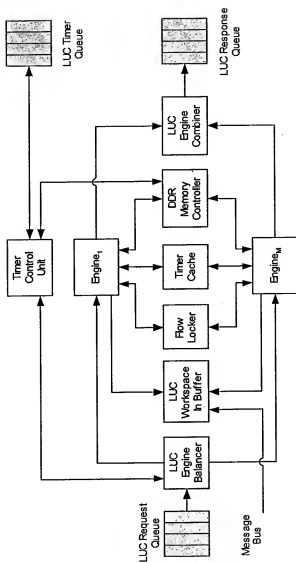 LUC Timer
Queue
LUC Response
Queue
Timer
Control
Unit
Engine1
LUC
Engine
Combiner
DDR
Memory
Controller
Timer
Cache
Flow
Locker
LUC
Workspace
In Buffer
LUC
Engine
Balancer
EngineM
LUC Request
Queue
Message
Bus